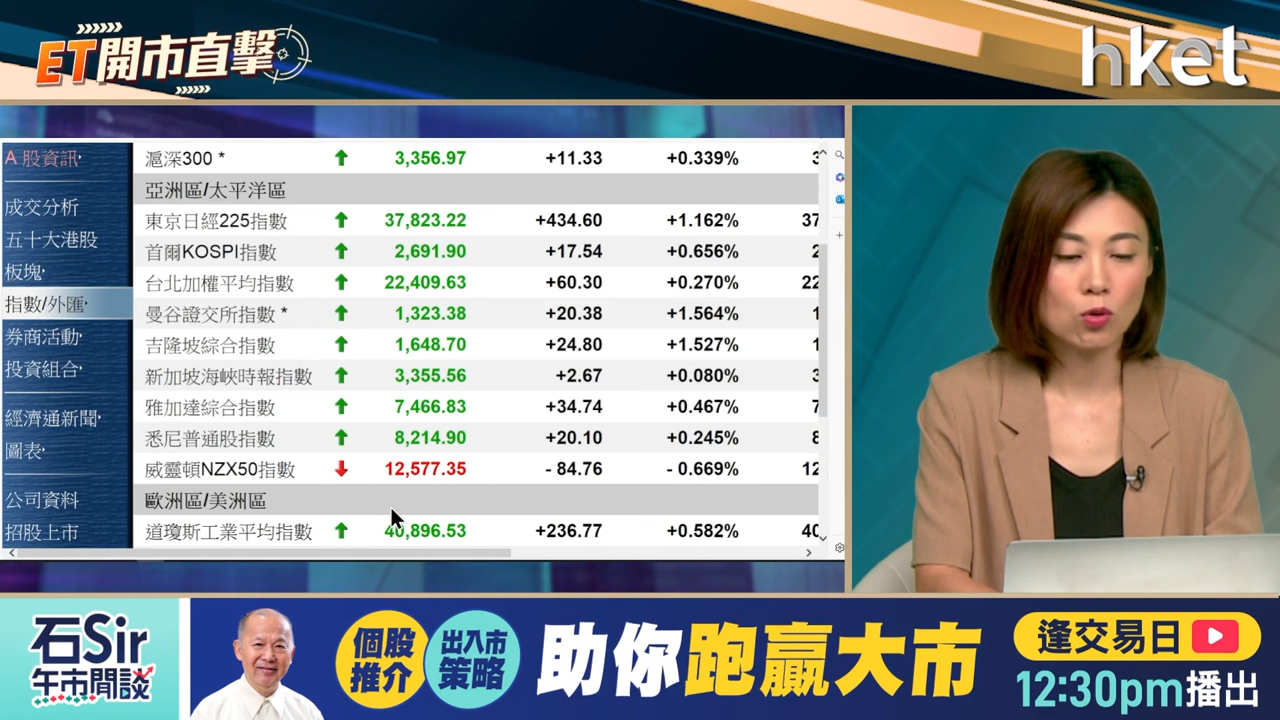 ET開市直擊
hket
A 股資訊
成交分析
五十大港股
板塊
指數/外匯
券商活動
投資組合
經濟通新聞
圖表
公司資料
招股上市
滬深300 * 3,356.97 +11.33 +0.339% 3
亞洲區/太平洋區
東京日經225指數 37,823.22 +434.60 +1.162% 37
首爾KOSPI指數 2,691.90 +17.54 +0.656% 2
台北加權平均指數 22,409.63 +60.30 +0.270% 22
曼谷證交所指數 * 1,323.38 +20.38 +1.564% 1
吉隆坡綜合指數 1,648.70 +24.80 +1.527% 1
新加坡海峽時報指數 3,355.56 +2.67 +0.080% 3
雅加達綜合指數 7,466.83 +34.74 +0.467% 7
悉尼普通股指數 8,214.90 +20.10 +0.245% 8
威靈頓NZX50指數 12,577.35 - 84.76 - 0.669% 12
歐洲區/美洲區
道瓊斯工業平均指數 40,896.53 +236.77 +0.582% 40
石Sir
午市閒談
個股
推介
出入市
策略
助你跑贏大市
逢交易日
12:30pm播出